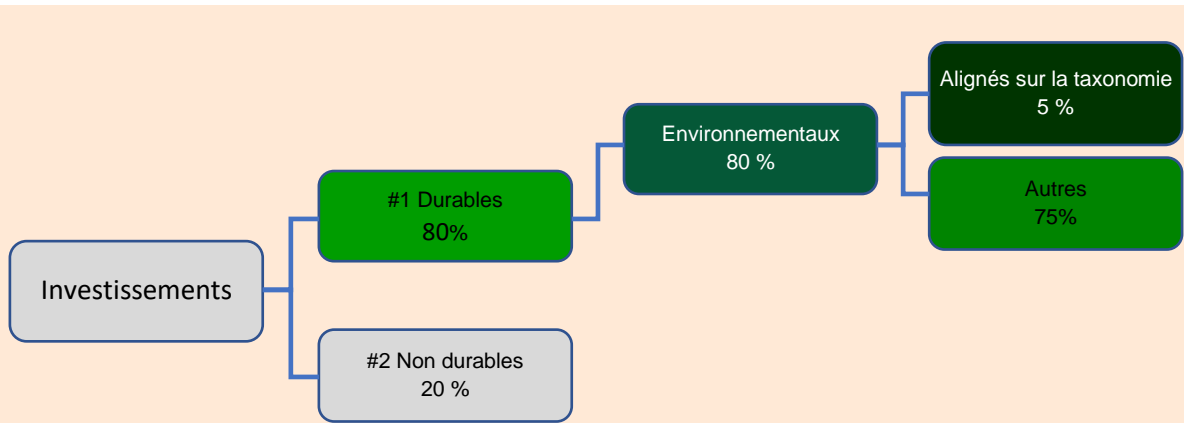 Investissements
#1 Durables
80%
#2 Non durables
20 %
Environnementaux
80 %
Alignés sur la taxonomie
5 %
Autres
75%